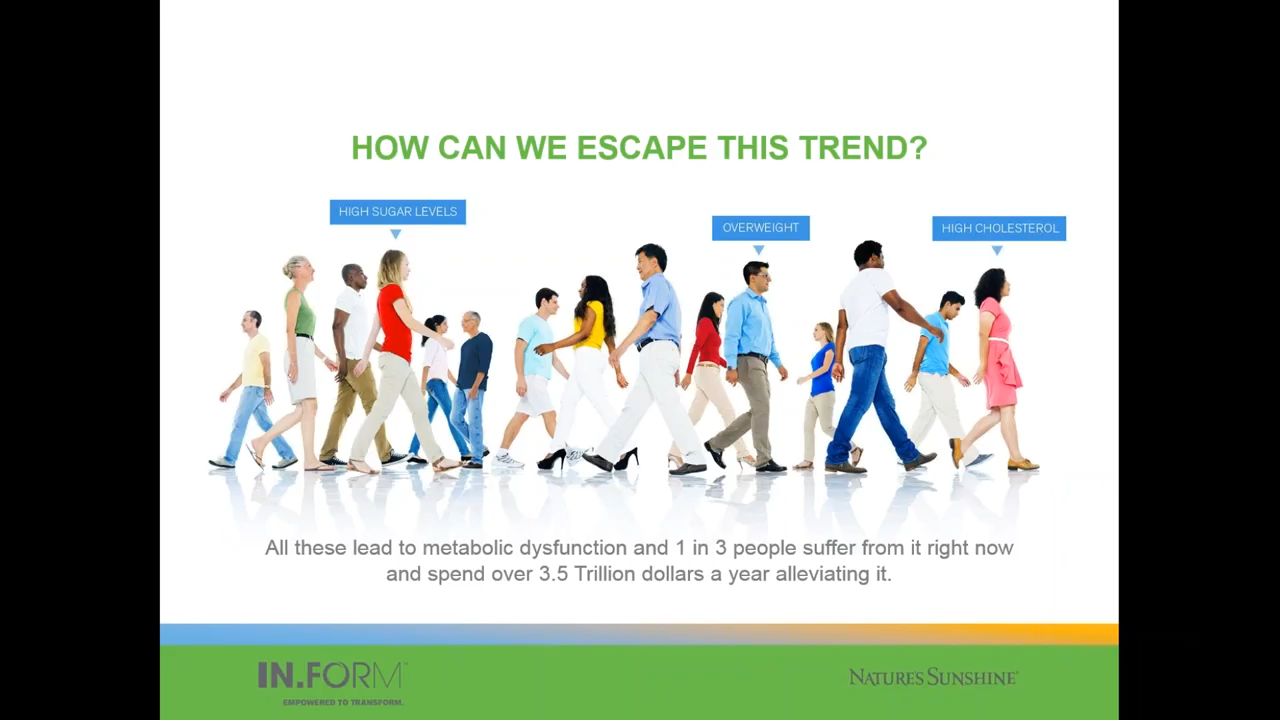 HOW CAN WE ESCAPE THIS TREND?
HIGH SUGAR LEVELS
OVERWEIGHT
HIGH CHOLESTEROL
All these lead to metabolic dysfunction and 1 in 3 people suffer from it right now
and spend over 3.5 Trillion dollars a year alleviating it.
IN.FORM™
EMPOWERED TO TRANSFORM.
NATURE'S SUNSHINE®